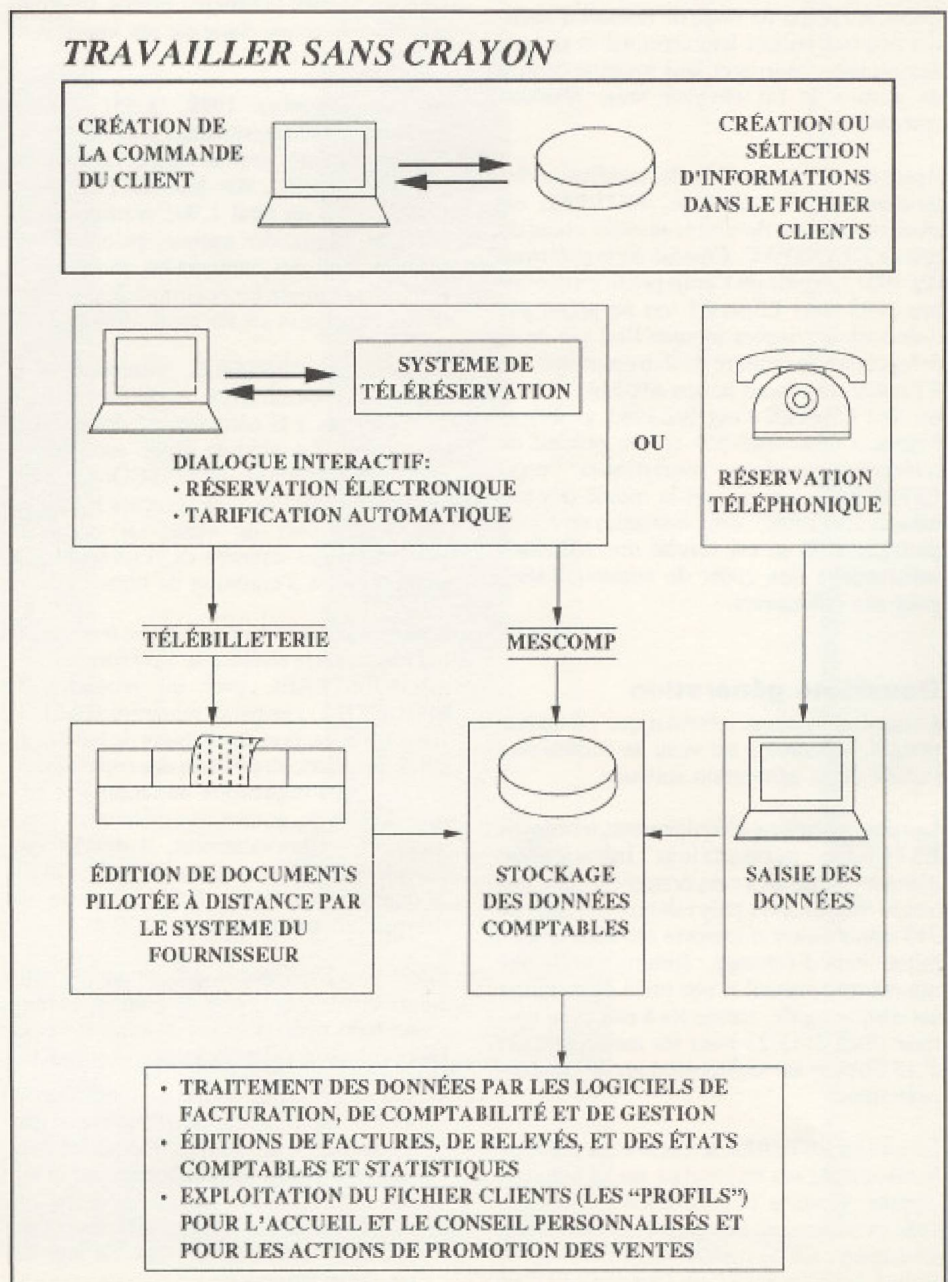 TRAVAILLER SANS CRAYON
CRÉATION DE
LA COMMANDE
DU CLIENT
CRÉATION OU
SÉLECTION
D'INFORMATIONS
DANS LE FICHIER
CLIENTS
SYSTEME DE
TÉLÉRÉSERVATION
DIALOGUE INTERACTIF:
· RÉSERVATION ÉLECTRONIQUE
· TARIFICATION AUTOMATIQUE
OU
RÉSERVATION
TÉLÉPHONIQUE
TÉLÉBILLETERIE
MESCOMP
ÉDITION DE DOCUMENTS
PILOTÉE À DISTANCE PAR
LE SYSTEME DU
FOURNISSEUR
STOCKAGE
DES DONNÉES
COMPTABLES
SAISIE DES
DONNÉES
• TRAITEMENT DES DONNÉES PAR LES LOGICIELS DE
FACTURATION, DE COMPTABILITÉ ET DE GESTION
• ÉDITIONS DE FACTURES, DE RELEVÉS, ET DES ÉTATS
COMPTABLES ET STATISTIQUES
• EXPLOITATION DU FICHIER CLIENTS (LES “PROFILS”)
POUR L'ACCUEIL ET LE CONSEIL PERSONNALISÉS ET
POUR LES ACTIONS DE PROMOTION DES VENTES